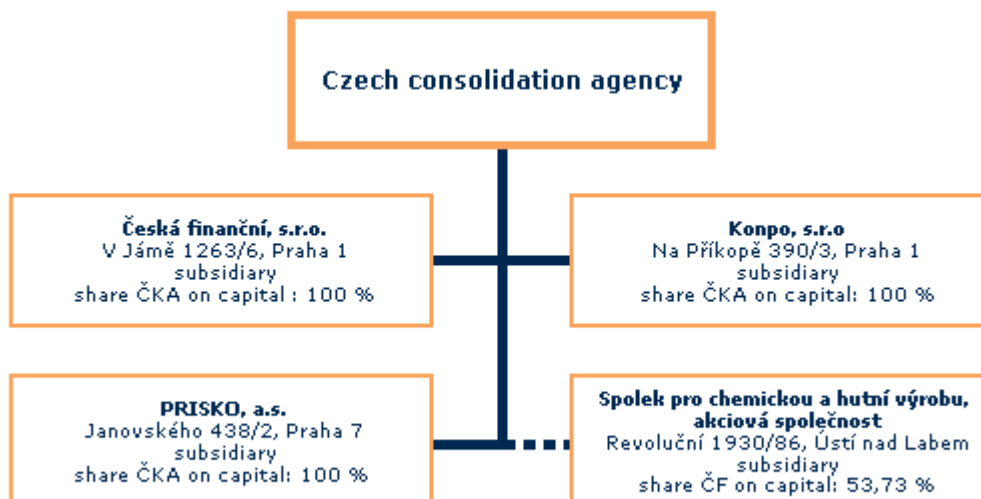 Czech consolidation agency
Česká finanční, s.r.o.
V Jámě 1263/6, Praha 1
subsidiary
share ČKA on capital : 100 %
Konpo, s.r.o
Na Příkopě 390/3, Praha 1
subsidiary
share ČKA on capital: 100 %
PRISKO, a.s.
Janovského 438/2, Praha 7
subsidiary
share ČKA on capital: 100 %
Spolek pro chemickou a hutní výrobu,
akciová společnost
Revoluční 1930/86, Ústí nad Labem
subsidiary
share ČF on capital: 53,73 %